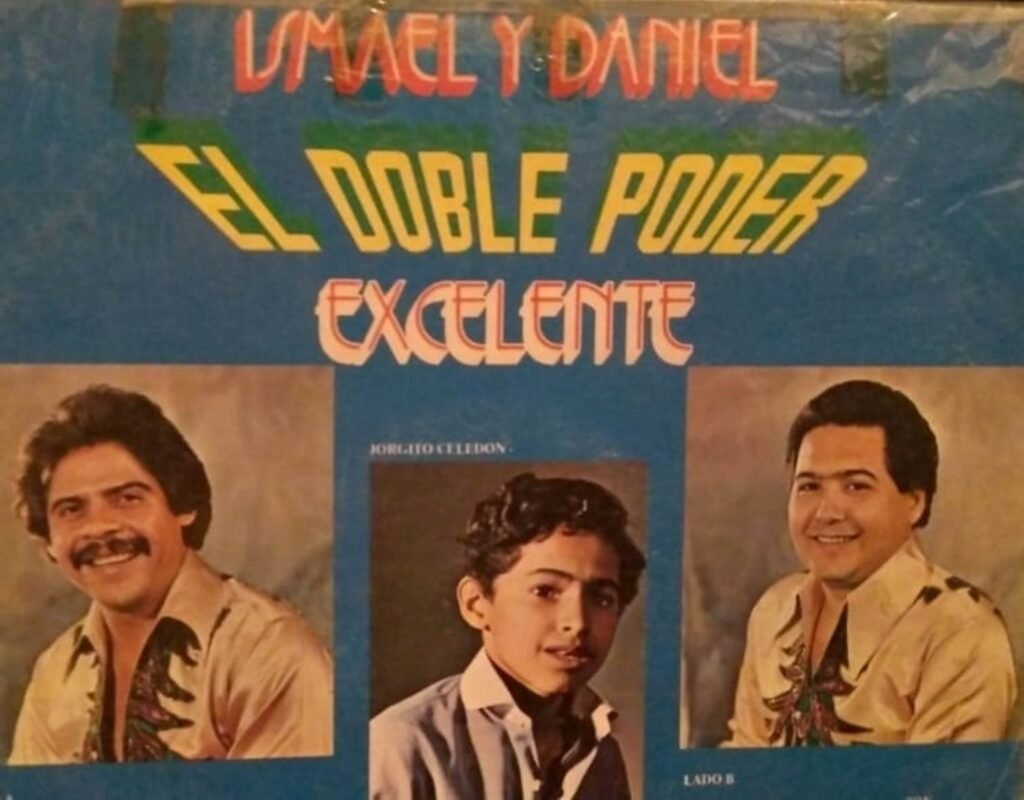 ISMAEL Y DANIEL
EL DOBLE PODER
EXCELENTE
JORGITO CELEDON
LADO B